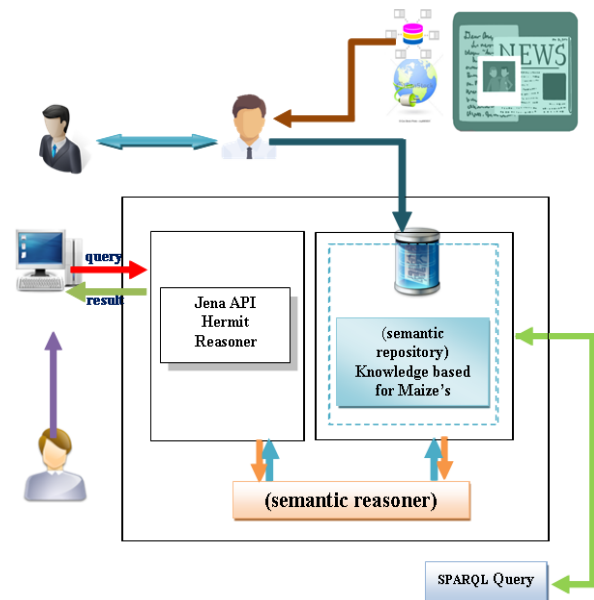 NEWS
query
result
Jena API
Hermit
Reasoner
(semantic
repository)
Knowledge based
for Maize's
(semantic reasoner)
SPARQL Query